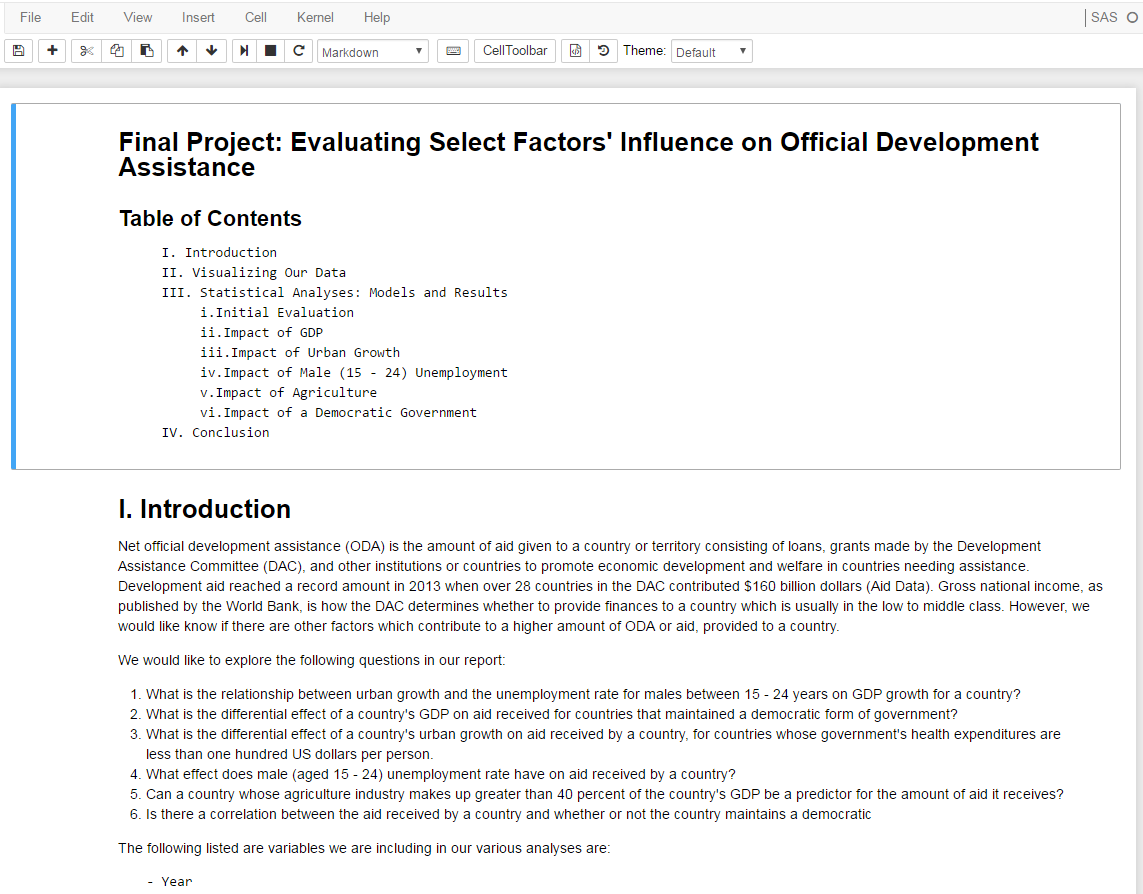 File Edit View Insert Cell Kernel Help SAS
Markdown CellToolbar Theme: Default
Final Project: Evaluating Select Factors' Influence on Official Development
Assistance
Table of Contents
I. Introduction
II. Visualizing Our Data
III. Statistical Analyses: Models and Results
i.Initial Evaluation
ii.Impact of GDP
iii.Impact of Urban Growth
iv.Impact of Male (15 - 24) Unemployment
v.Impact of Agriculture
vi.Impact of a Democratic Government
IV. Conclusion
I. Introduction
Net official development assistance (ODA) is the amount of aid given to a country or territory consisting of loans, grants made by the Development
Assistance Committee (DAC), and other institutions or countries to promote economic development and welfare in countries needing assistance.
Development aid reached a record amount in 2013 when over 28 countries in the DAC contributed $160 billion dollars (Aid Data). Gross national income, as
published by the World Bank, is how the DAC determines whether to provide finances to a country which is usually in the low to middle class. However, we
would like know if there are other factors which contribute to a higher amount of ODA or aid, provided to a country.
We would like to explore the following questions in our report:
1. What is the relationship between urban growth and the unemployment rate for males between 15 - 24 years on GDP growth for a country?
2. What is the differential effect of a country's GDP on aid received for countries that maintained a democratic form of government?
3. What is the differential effect of a country's urban growth on aid received by a country, for countries whose government's health expenditures are
less than one hundred US dollars per person.
4. What effect does male (aged 15 - 24) unemployment rate have on aid received by a country?
5. Can a country whose agriculture industry makes up greater than 40 percent of the country's GDP be a predictor for the amount of aid it receives?
6. Is there a correlation between the aid received by a country and whether or not the country maintains a democratic
The following listed are variables we are including in our various analyses are:
- Year